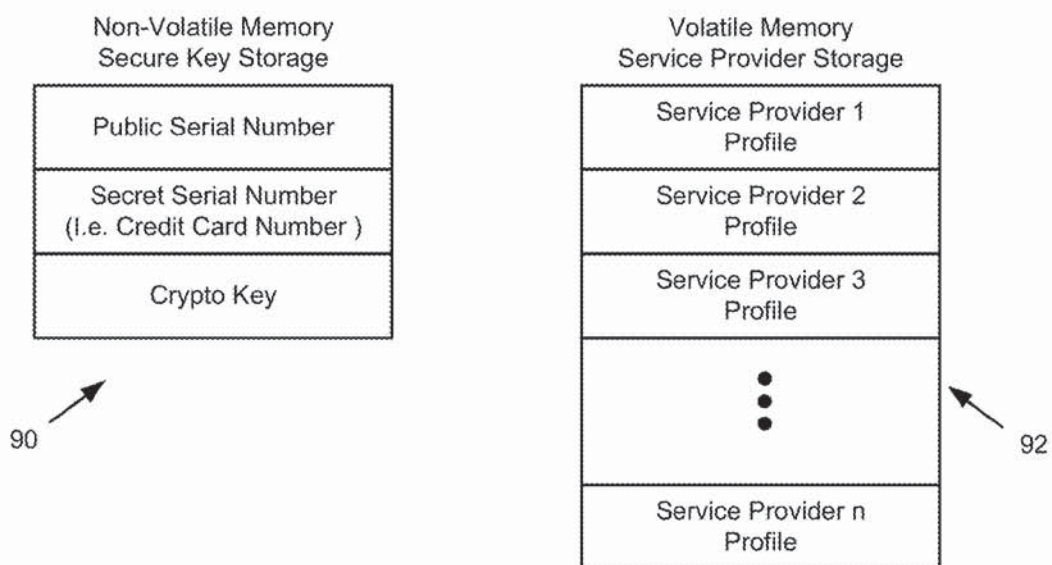 Non-Volatile Memory
Secure Key Storage
Public Serial Number
Secret Serial Number
(I.e. Credit Card Number )
Crypto Key
90
Volatile Memory
Service Provider Storage
Service Provider 1
Profile
Service Provider 2
Profile
Service Provider 3
Profile
Service Provider n
Profile
92